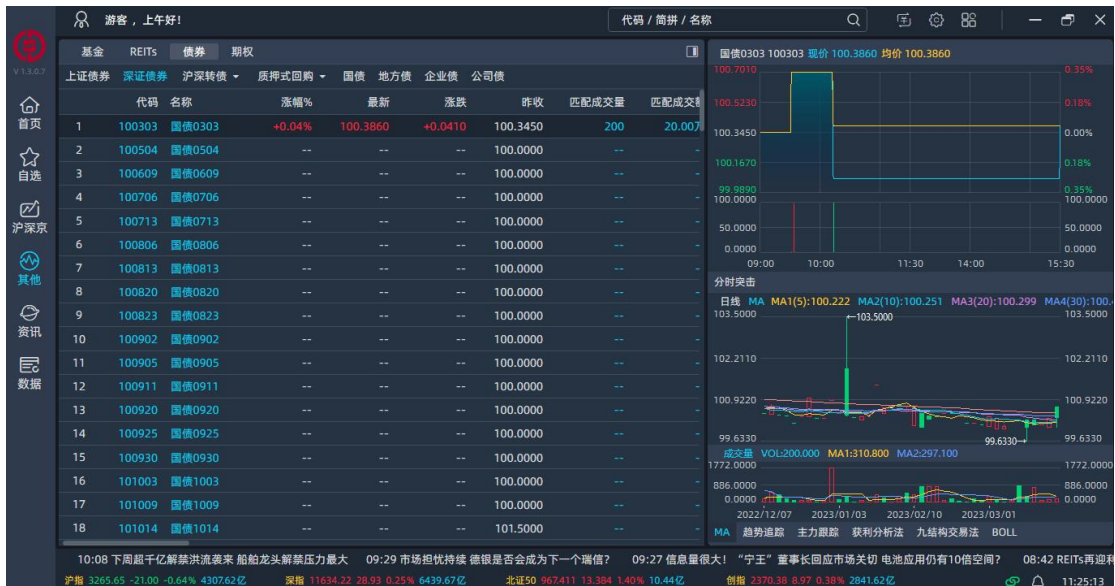 游客，上午好!
代码 / 简拼 / 名称
V 1.3.0.7
首页
自选
沪深京
其他
资讯
数据
基金 REITs 债券 期权
上证债券 深证债券 沪深转债 质押式回购 国债 地方债 企业债 公司债
代码 名称 涨幅% 最新 涨跌 昨收 匹配成交量 匹配成交
1 100303 国债0303 +0.04% 100.3860 +0.0410 100.3450 200 20.00
2 100504 国债0504 -- -- -- 100.0000 -- -
3 100609 国债0609 -- -- -- 100.0000 -- -
4 100706 国债0706 -- -- -- 100.0000 -- -
5 100713 国债0713 -- -- -- 100.0000 -- -
6 100806 国债0806 -- -- -- 100.0000 -- -
7 100813 国债0813 -- -- -- 100.0000 -- -
8 100820 国债0820 -- -- -- 100.0000 -- -
9 100823 国债0823 -- -- -- 100.0000 -- -
10 100902 国债0902 -- -- -- 100.0000 -- -
11 100905 国债0905 -- -- -- 100.0000 -- -
12 100911 国债0911 -- -- -- 100.0000 -- -
13 100920 国债0920 -- -- -- 100.0000 -- -
14 100925 国债0925 -- -- -- 100.0000 -- -
15 100930 国债0930 -- -- -- 100.0000 -- -
16 101003 国债1003 -- -- -- 100.0000 -- -
17 101009 国债1009 -- -- -- 100.0000 -- -
18 101014 国债1014 -- -- -- 101.5000 -- -
国债0303 100303 现价 100.3860 均价 100.3860
100.7010 0.35%
100.5230 0.18%
100.3450 0.00%
100.1670 0.18%
99.9890 0.35%
100.0000 100.0000
50.0000 50.0000
0.0000 0.0000
09:00 10:00 11:30 14:00 15:30
分时突击
日线 MA MA1(5):100.222 MA2(10):100.251 MA3(20):100.299 MA4(30):100.
103.5000 ←103.5000 103.5000
102.2110 102.2110
100.9220 100.9220
99.6330 99.6330→ 99.6330
成交量 VOL:200.000 MA1:310.800 MA2:297.100
1772.0000 1772.0000
886.0000 886.0000
0.0000 0.0000
2022/12/07 2023/01/03 2023/02/10 2023/03/01
MA 趋势追踪 主力跟踪 获利分析法 九结构交易法 BOLL
10:08 下周超千亿解禁洪流袭来 船舶龙头解禁压力最大 09:29 市场担忧持续 德银是否会成为下一个瑞信? 09:27 信息量很大! “宁王”董事长回应市场关切 电池应用仍有10倍空间? 08:42 REITs再迎
沪指 3265.65 -21.00 -0.64% 4307.62亿 深指 11634.22 28.93 0.25% 6439.67亿 北证50 967.411 13.384 1.40% 10.44亿 创指 2370.38 8.97 0.38% 2841.62亿 11:25:12